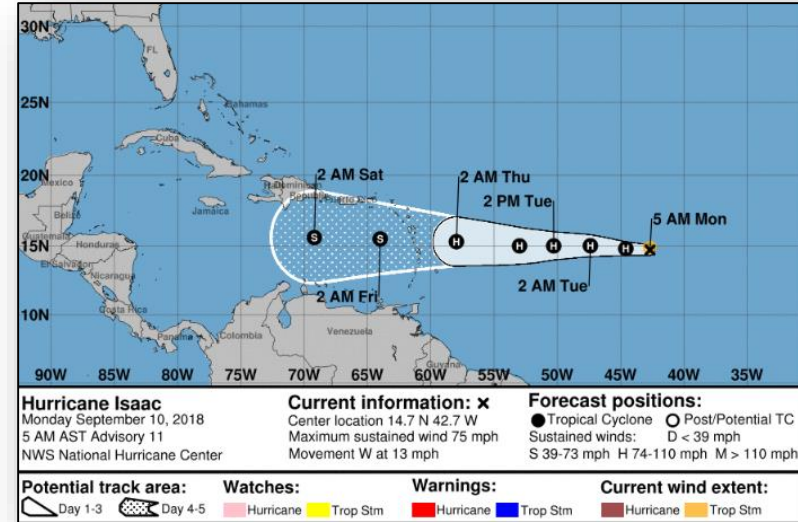 30N
25N
20N
15N
10N
FL
Bahamas
Cuba
Mexico
Jamaica
Dominican
Republic
Puerto Rico
Belize
Guatemala
Honduras
El Salvador
Nicaragua
Costa Rica
Panama
Colombia
Venezuela
Guyana
2 AM Sat
2 AM Thu
2 PM Tue
5 AM Mon
S
S
H
H
H
H
H
2 AM Tue
2 AM Fri
90W 85W 80W 75W 70W 65W 60W 55W 50W 45W 40W 35W
Hurricane Isaac
Monday September 10, 2018
5 AM AST Advisory 11
NWS National Hurricane Center
Current information: x
Center location 14.7 N 42.7 W
Maximum sustained wind 75 mph
Movement W at 13 mph
Forecast positions:
Tropical Cyclone Post/Potential TC
Sustained winds: D < 39 mph
S 39-73 mph H 74-110 mph M > 110 mph
Potential track area:
Day 1-3 Day 4-5
Watches:
Hurricane Trop Stm
Warnings:
Hurricane Trop Stm
Current wind extent:
Hurricane Trop Stm